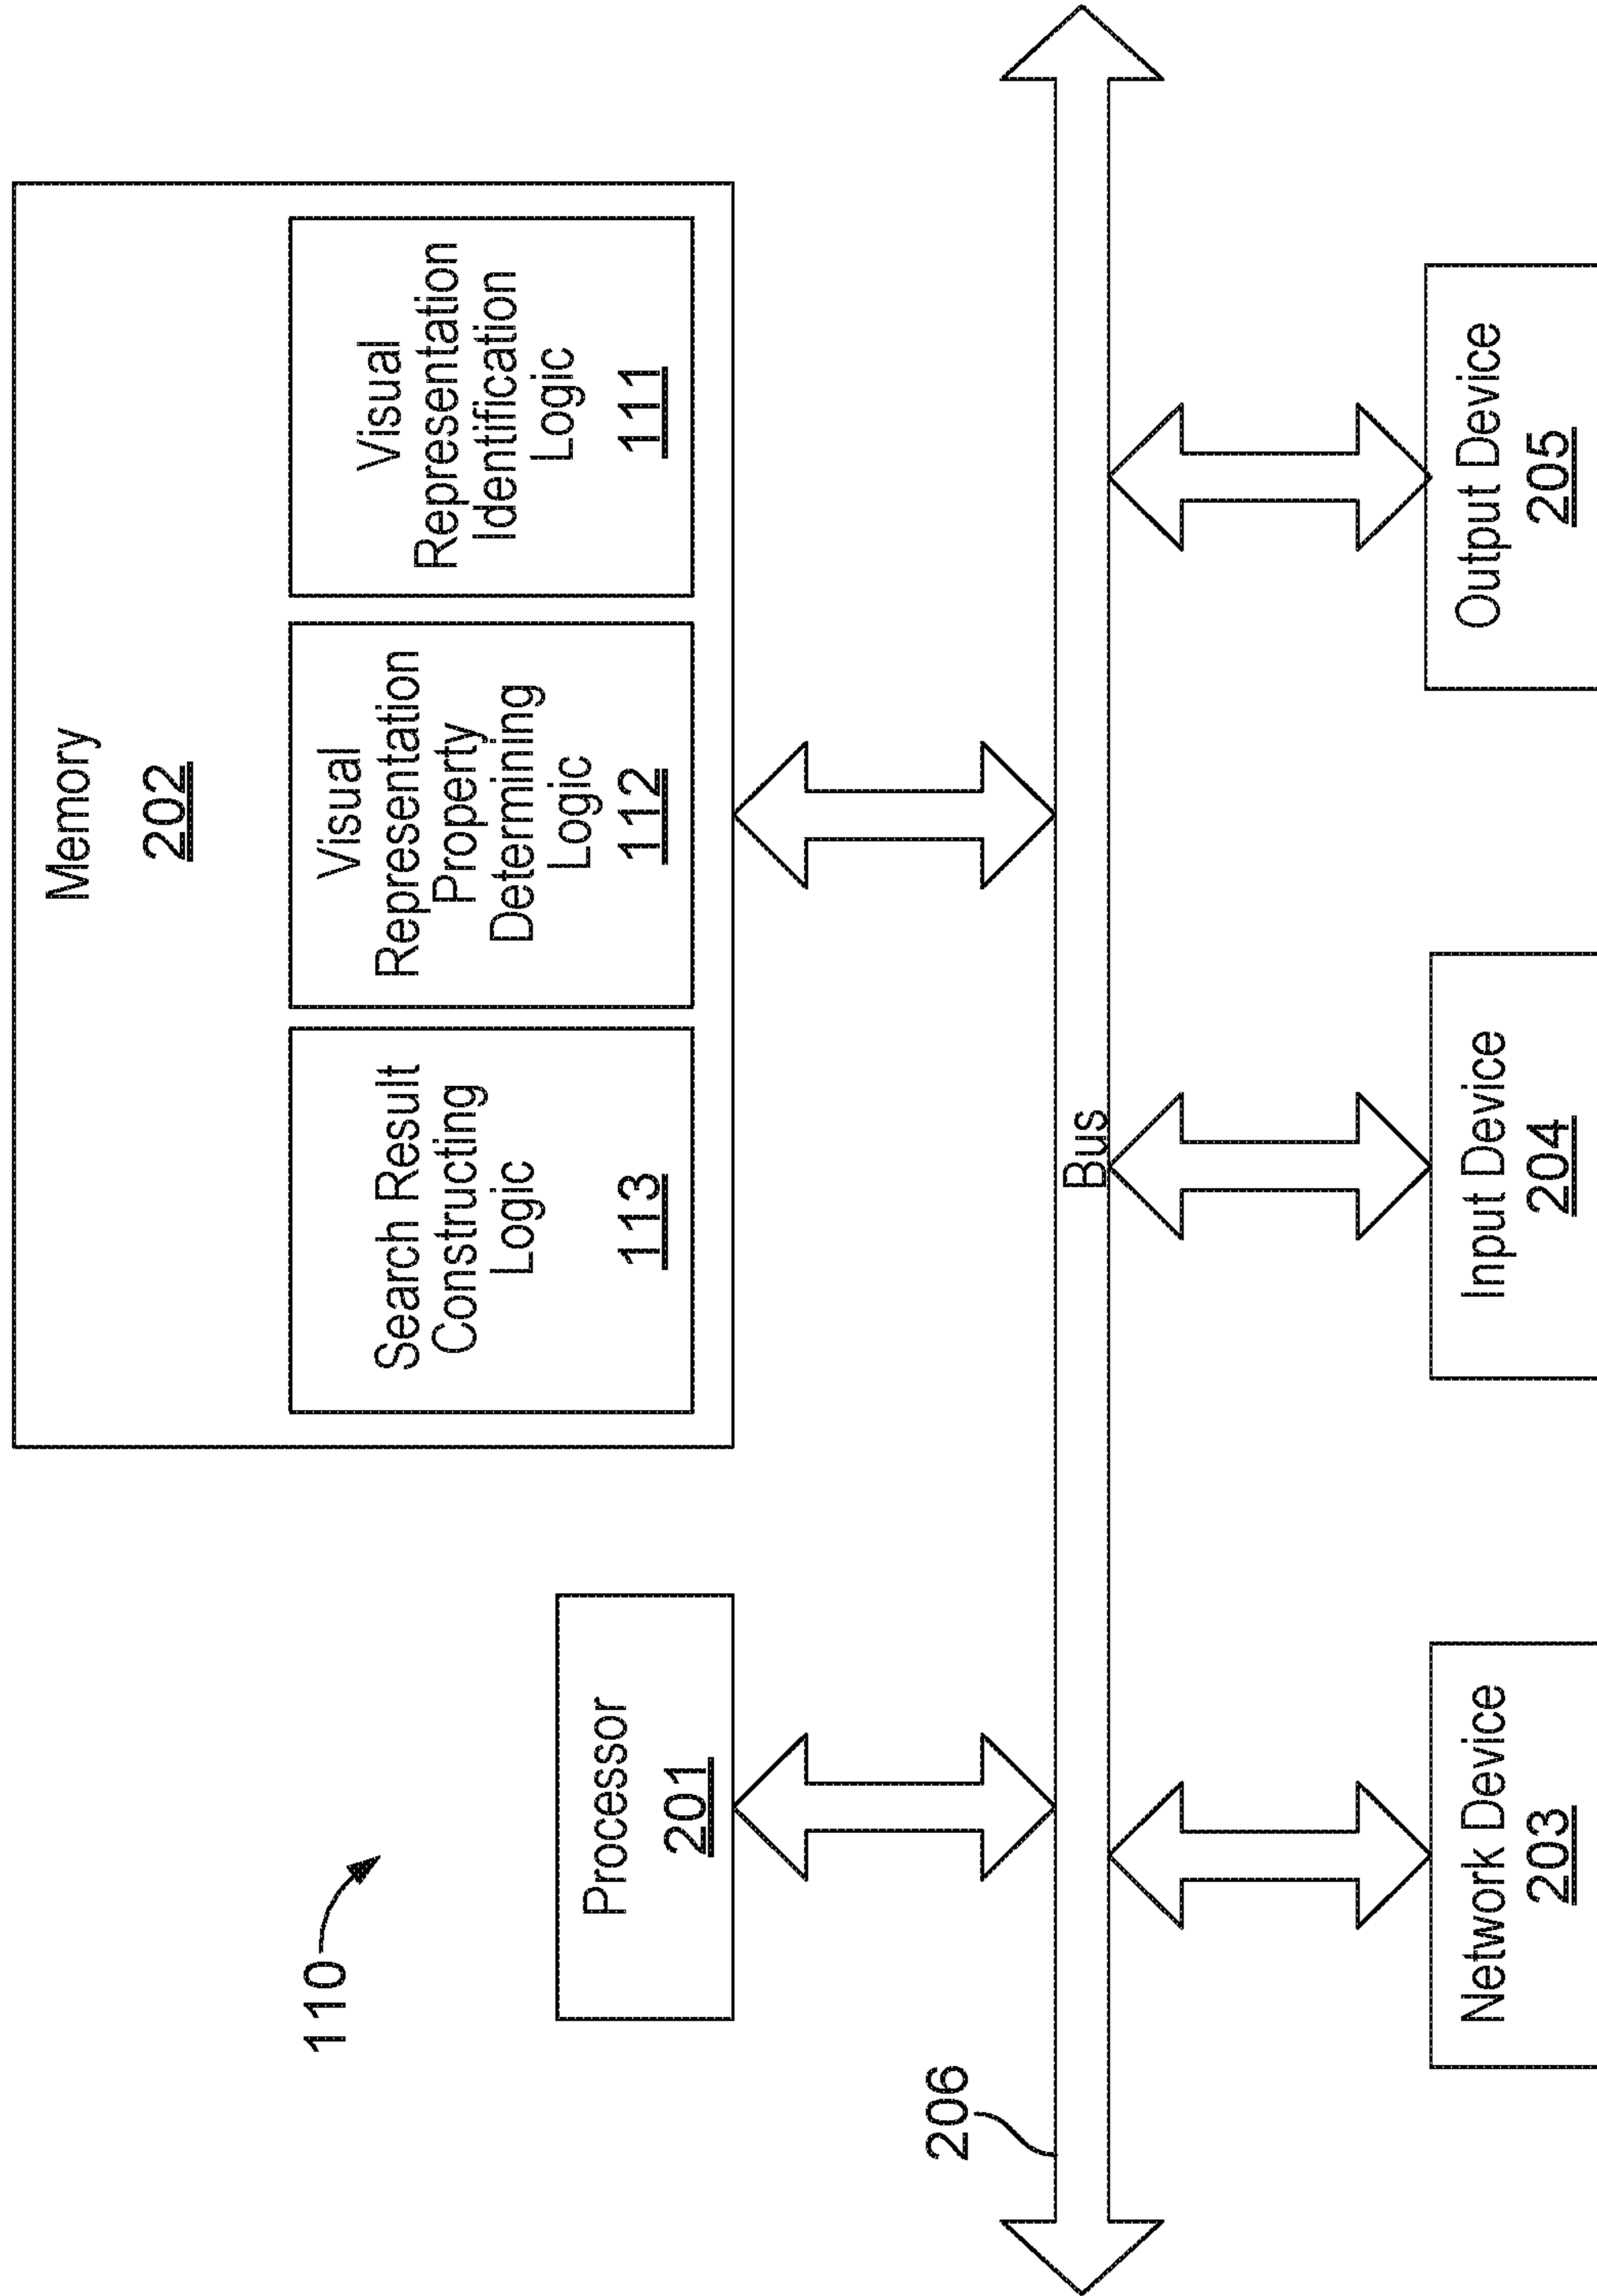 110
Processor
201
Memory
202
Search Result
Constructing
Logic
113
Visual
Representation
Property
Determining
Logic
112
Visual
Representation
Identification
Logic
111
206
Bus
Network Device
203
Input Device
204
Output Device
205